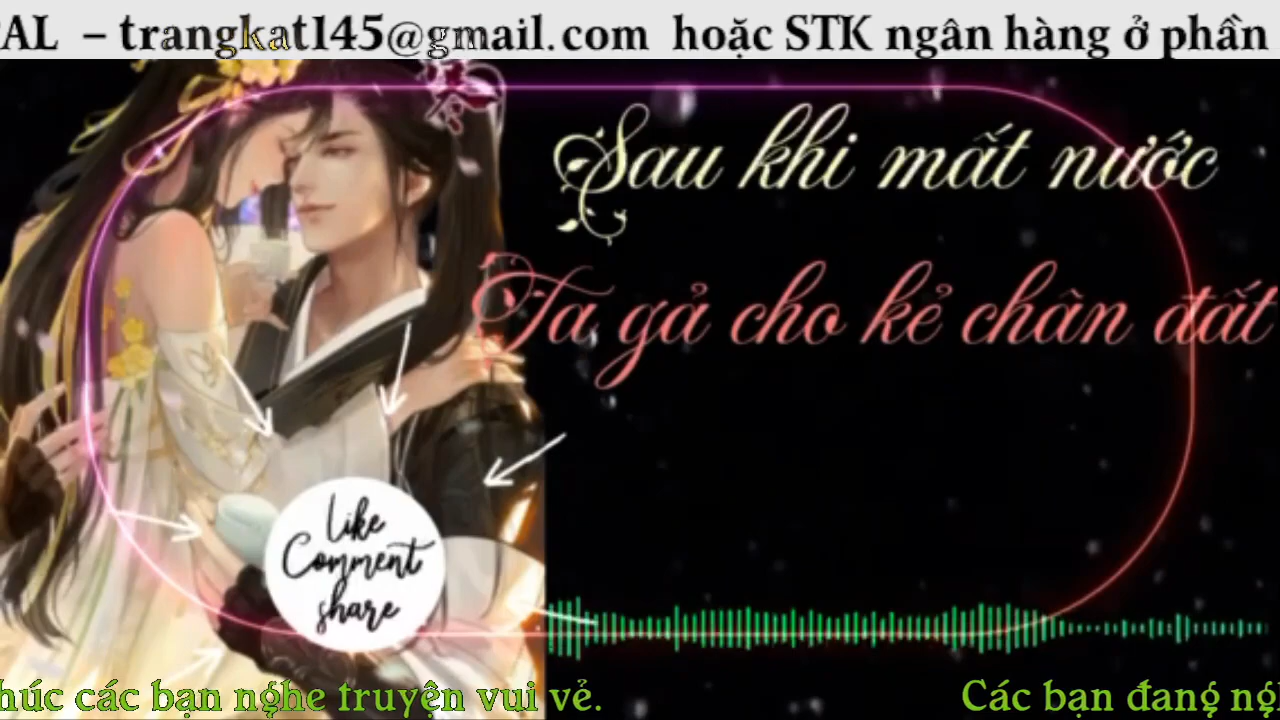 AL – trangkat145@gmail.com hoặc STK ngân hàng ở phần
Sau khi mất nước
Ta gả cho kẻ chân đất
like
Comment
share
húc các bạn nghe truyện vui vẻ. Các bạn đang ng